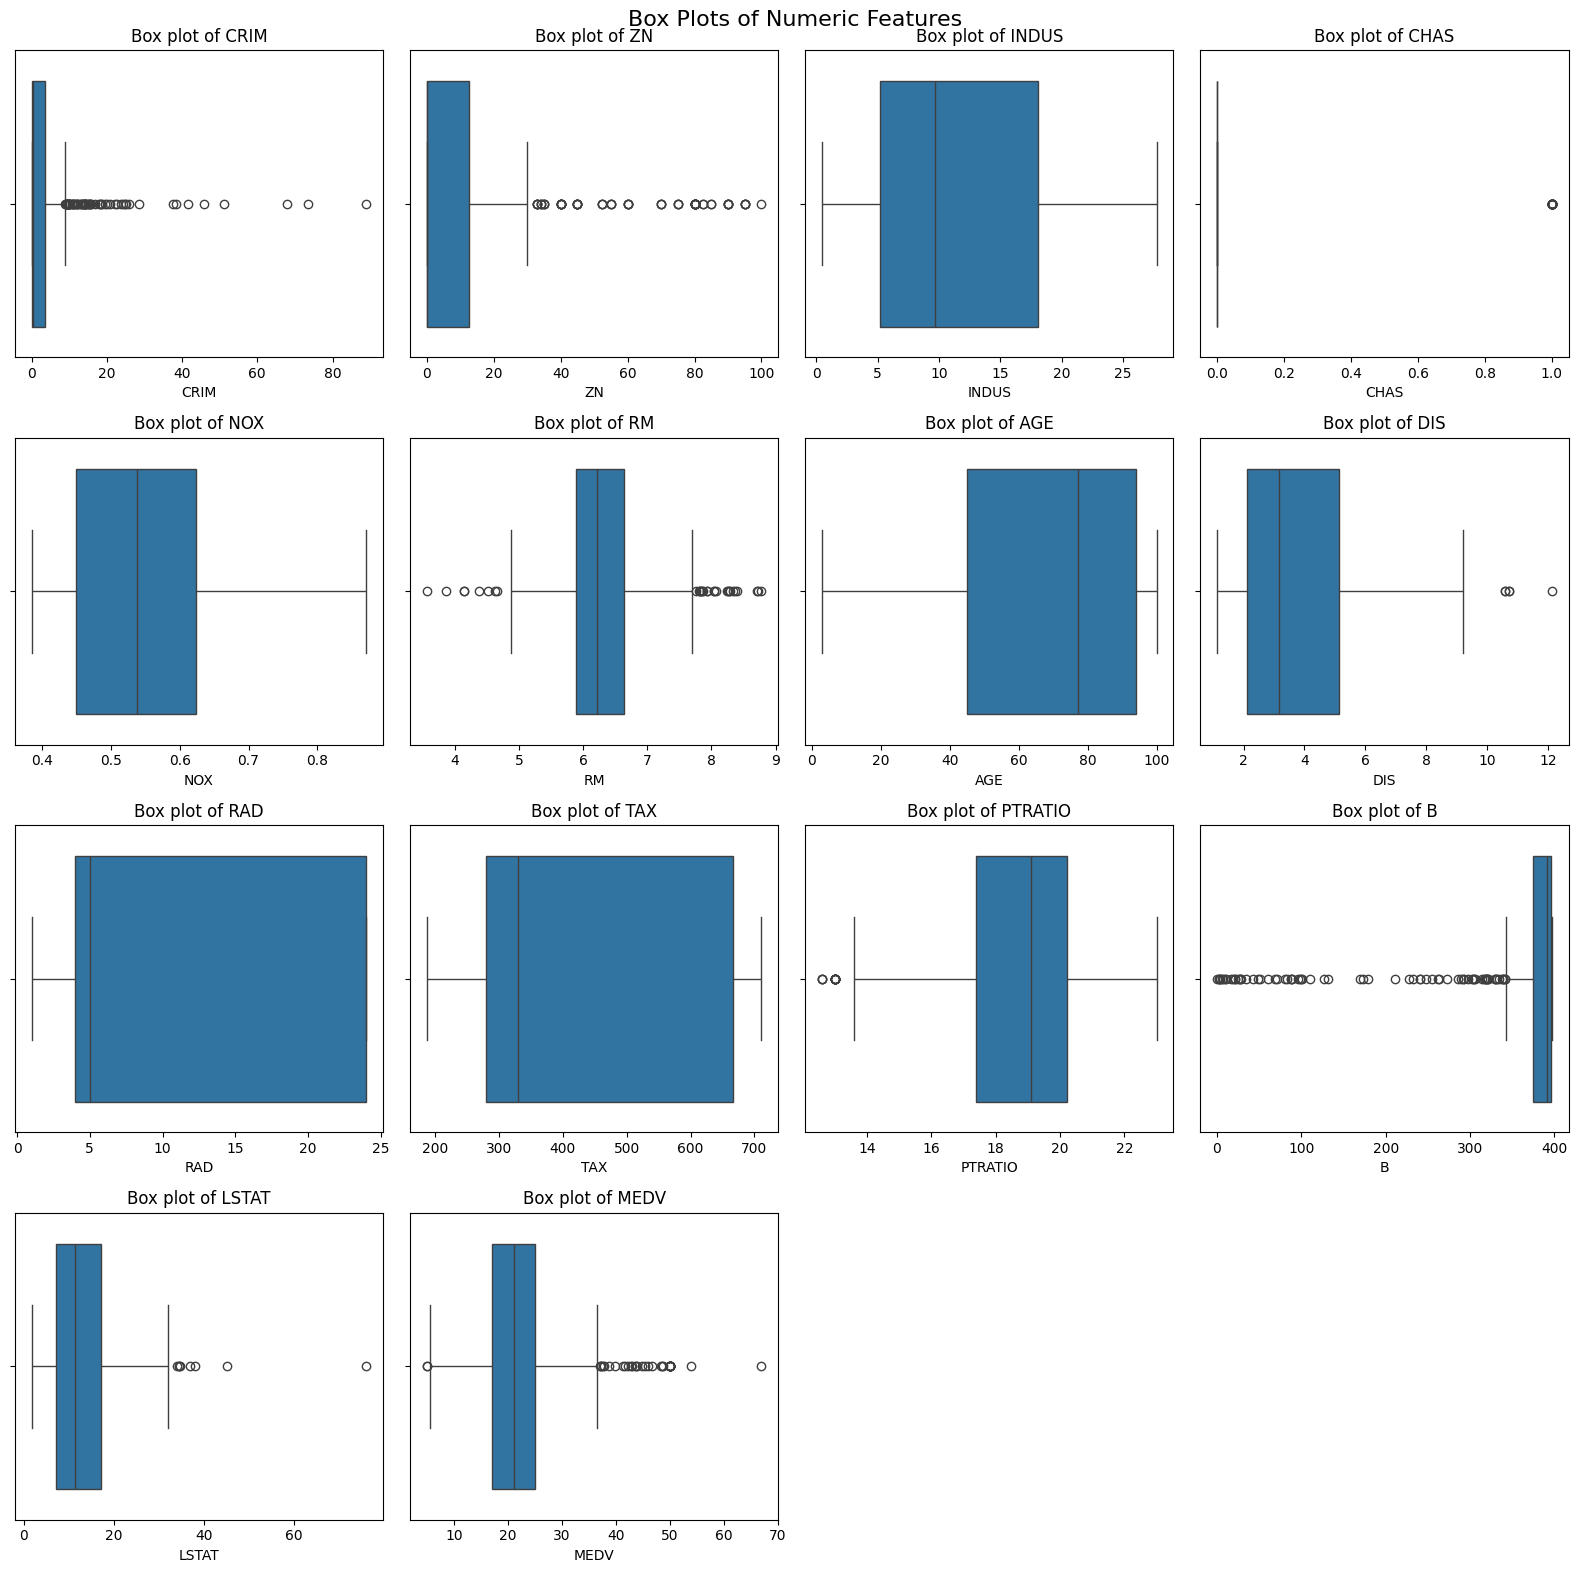 Box Plots of Numeric Features
Box plot of CRIM
Box plot of ZN
Box plot of INDUS
Box plot of CHAS
0 20 40 60 80
0 20 40 60 80 100
0 5 10 15 20 25
0.0 0.2 0.4 0.6 0.8 1.0
CRIM
ZN
INDUS
CHAS
Box plot of NOX
Box plot of RM
Box plot of AGE
Box plot of DIS
0.4 0.5 0.6 0.7 0.8
4 5 6 7 8 9
0 20 40 60 80 100
2 4 6 8 10 12
NOX
RM
AGE
DIS
Box plot of RAD
Box plot of TAX
Box plot of PTRATIO
Box plot of B
0 5 10 15 20 25
200 300 400 500 600 700
14 16 18 20 22
0 100 200 300 400
RAD
TAX
PTRATIO
B
Box plot of LSTAT
Box plot of MEDV
0 20 40 60
10 20 30 40 50 60 70
LSTAT
MEDV